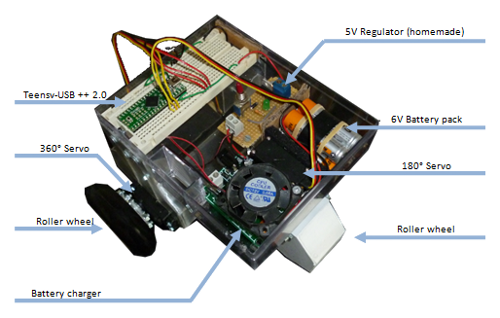 5V Regulator (homemade)
Teensv-USB ++ 2.0
6V Battery pack
360° Servo
180° Servo
Roller wheel
Roller wheel
Battery charger